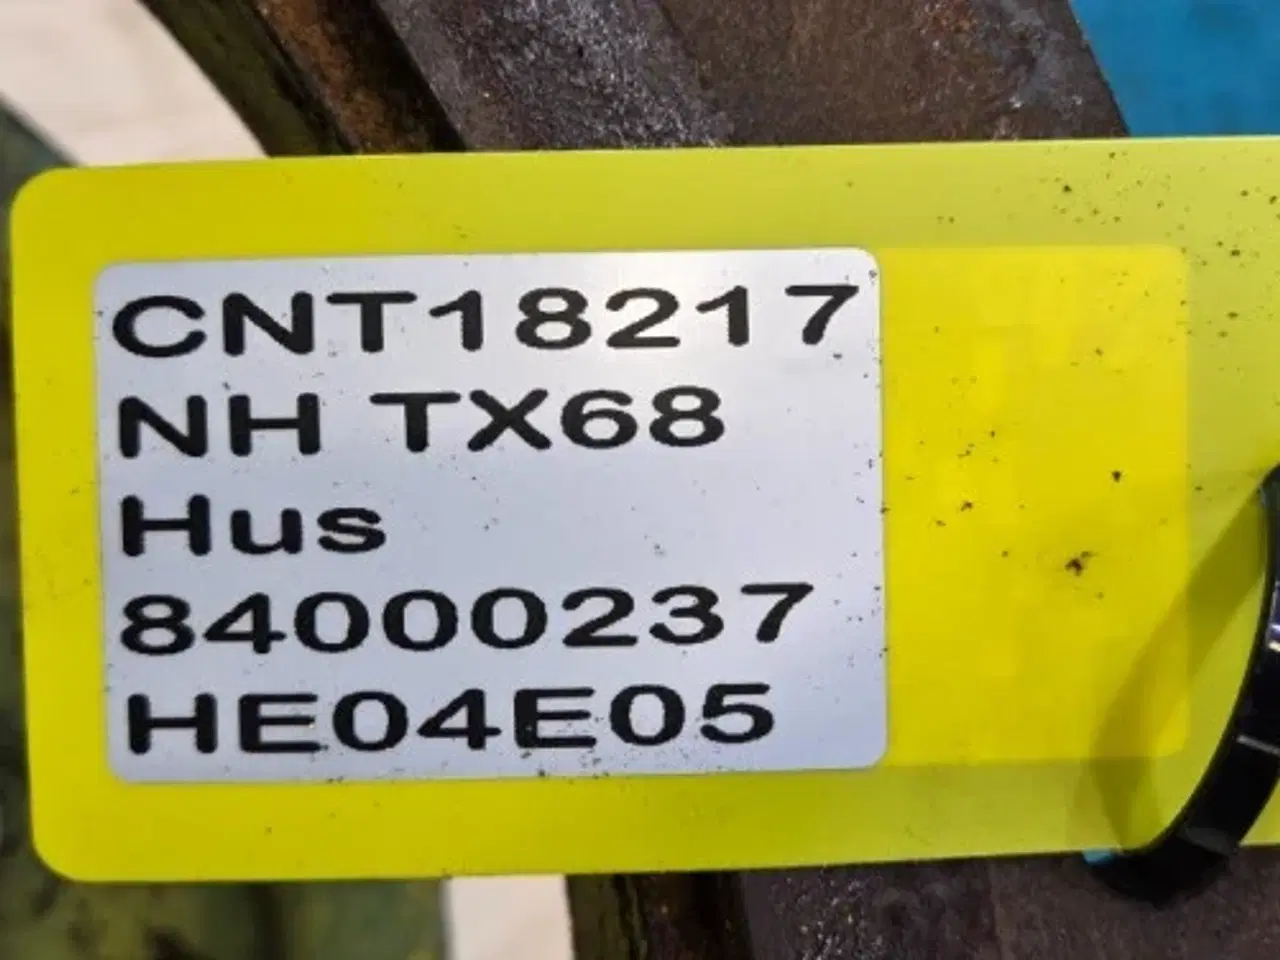 CNT18217
NH TX68
Hus
84000237
HE04E05